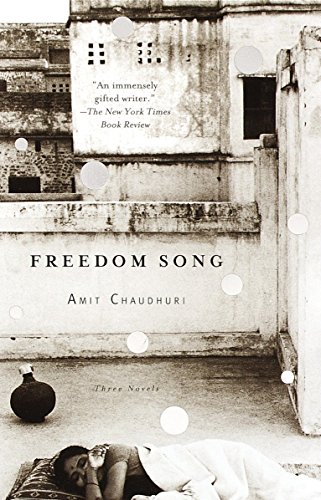 "An immensely
gifted writer."
—The New York Times
Book Review
FREEDOM SONG
AMIT CHAUDHURI
Three Novels